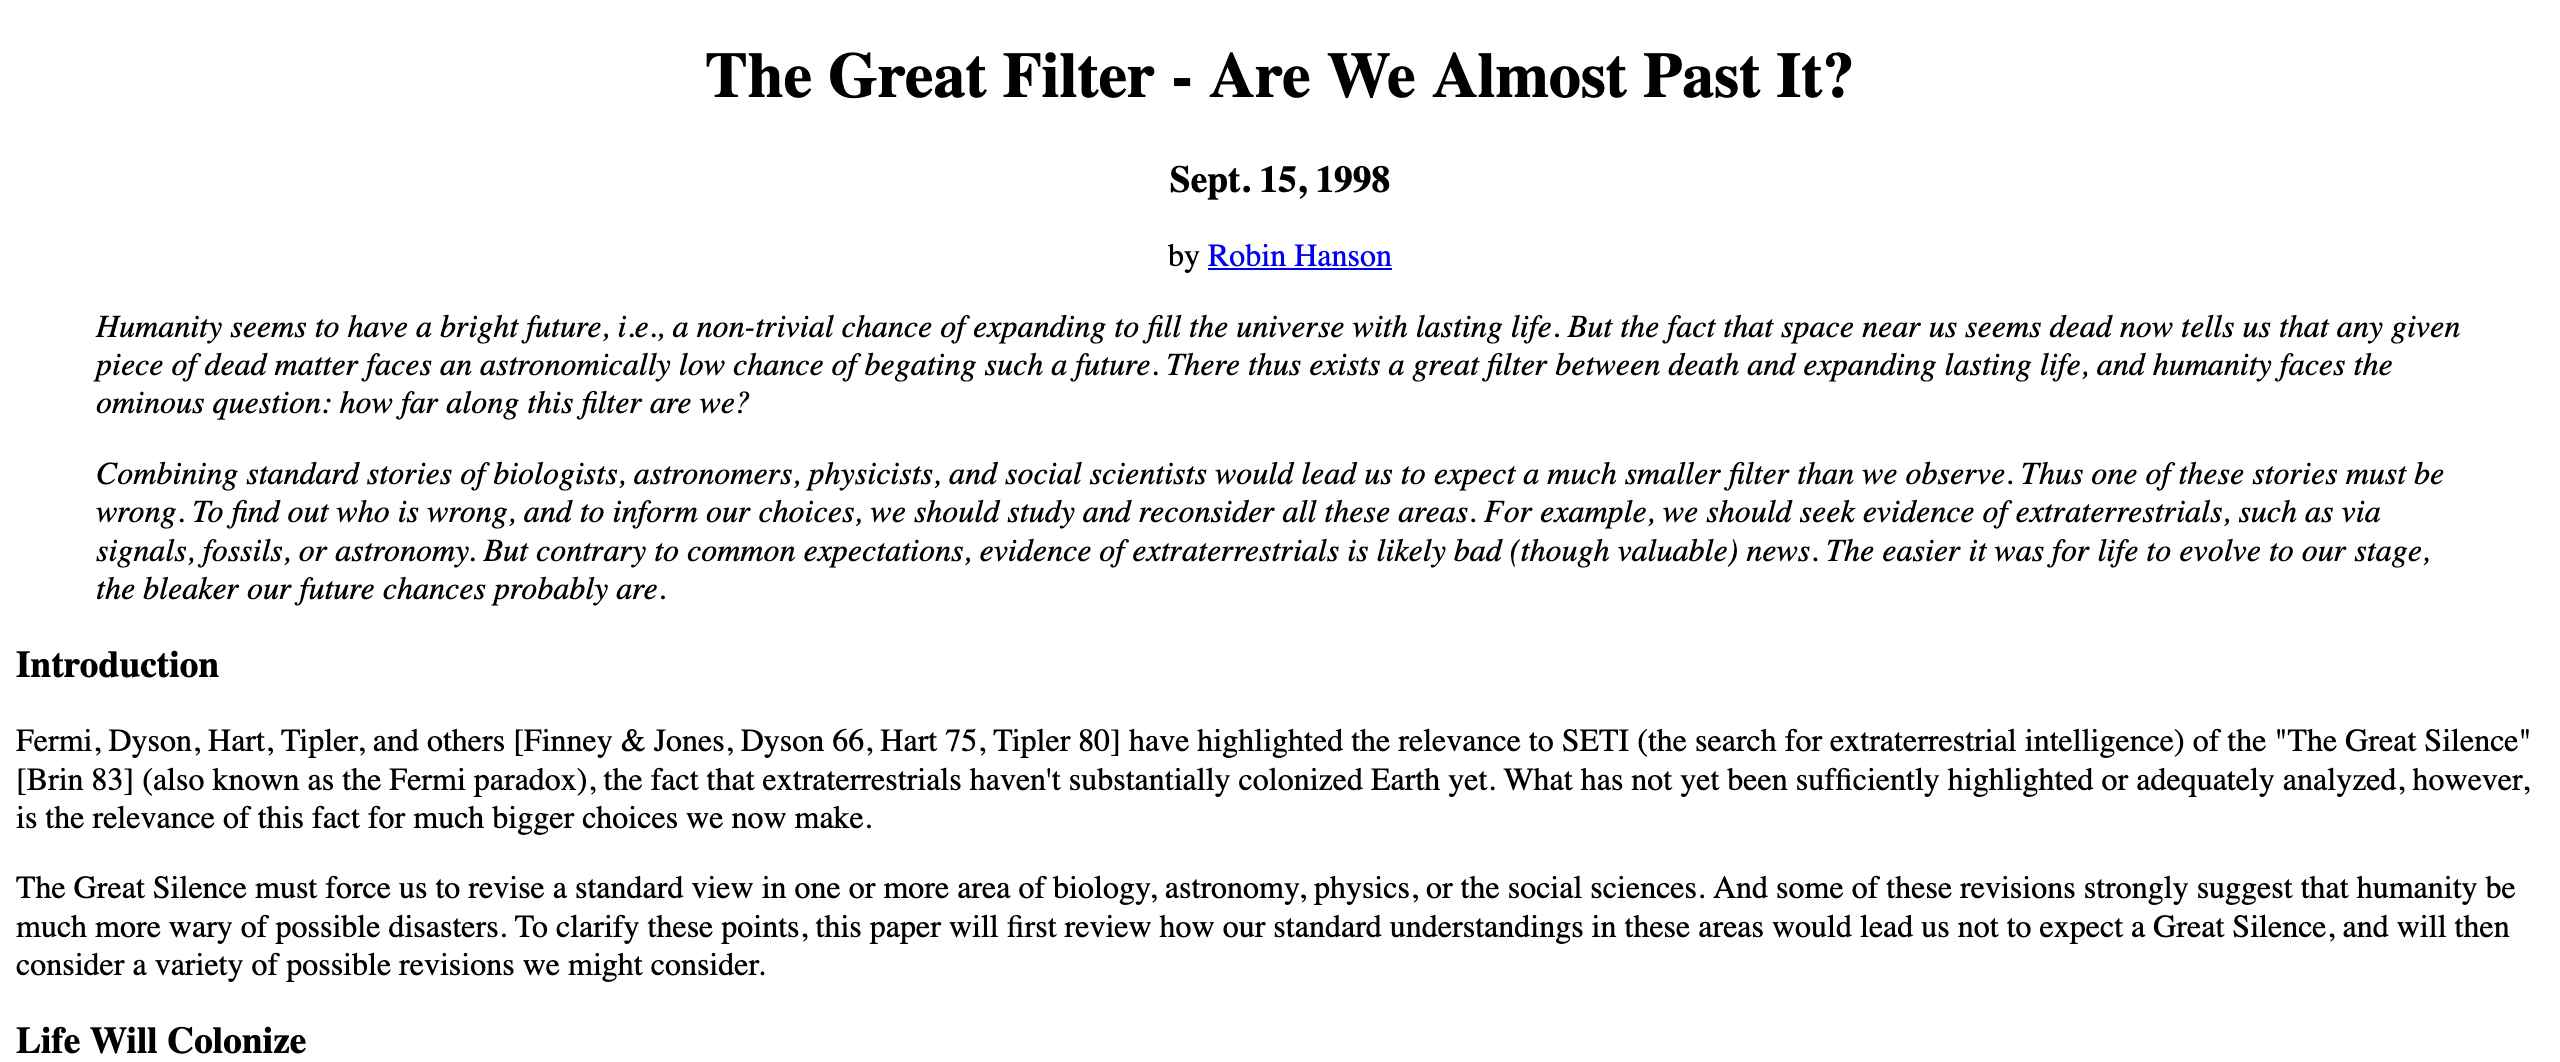 The Great Filter - Are We Almost Past It?
Sept. 15, 1998
by Robin Hanson
Humanity seems to have a bright future, i.e., a non-trivial chance of expanding to fill the universe with lasting life. But the fact that space near us seems dead now tells us that any given
piece of dead matter faces an astronomically low chance of begating such a future. There thus exists a great filter between death and expanding lasting life, and humanity faces the
ominous question: how far along this filter are we?
Combining standard stories of biologists, astronomers, physicists, and social scientists would lead us to expect a much smaller filter than we observe. Thus one of these stories must be
wrong. To find out who is wrong, and to inform our choices, we should study and reconsider all these areas. For example, we should seek evidence of extraterrestrials, such as via
signals, fossils, or astronomy. But contrary to common expectations, evidence of extraterrestrials is likely bad (though valuable) news. The easier it was for life to evolve to our stage,
the bleaker our future chances probably are.
Introduction
Fermi, Dyson, Hart, Tipler, and others [Finney & Jones, Dyson 66, Hart 75, Tipler 80] have highlighted the relevance to SETI (the search for extraterrestrial intelligence) of the "The Great Silence"
[Brin 83] (also known as the Fermi paradox), the fact that extraterrestrials haven't substantially colonized Earth yet. What has not yet been sufficiently highlighted or adequately analyzed, however,
is the relevance of this fact for much bigger choices we now make.
The Great Silence must force us to revise a standard view in one or more area of biology, astronomy, physics, or the social sciences. And some of these revisions strongly suggest that humanity be
much more wary of possible disasters. To clarify these points, this paper will first review how our standard understandings in these areas would lead us not to expect a Great Silence, and will then
consider a variety of possible revisions we might consider.
Life Will Colonize